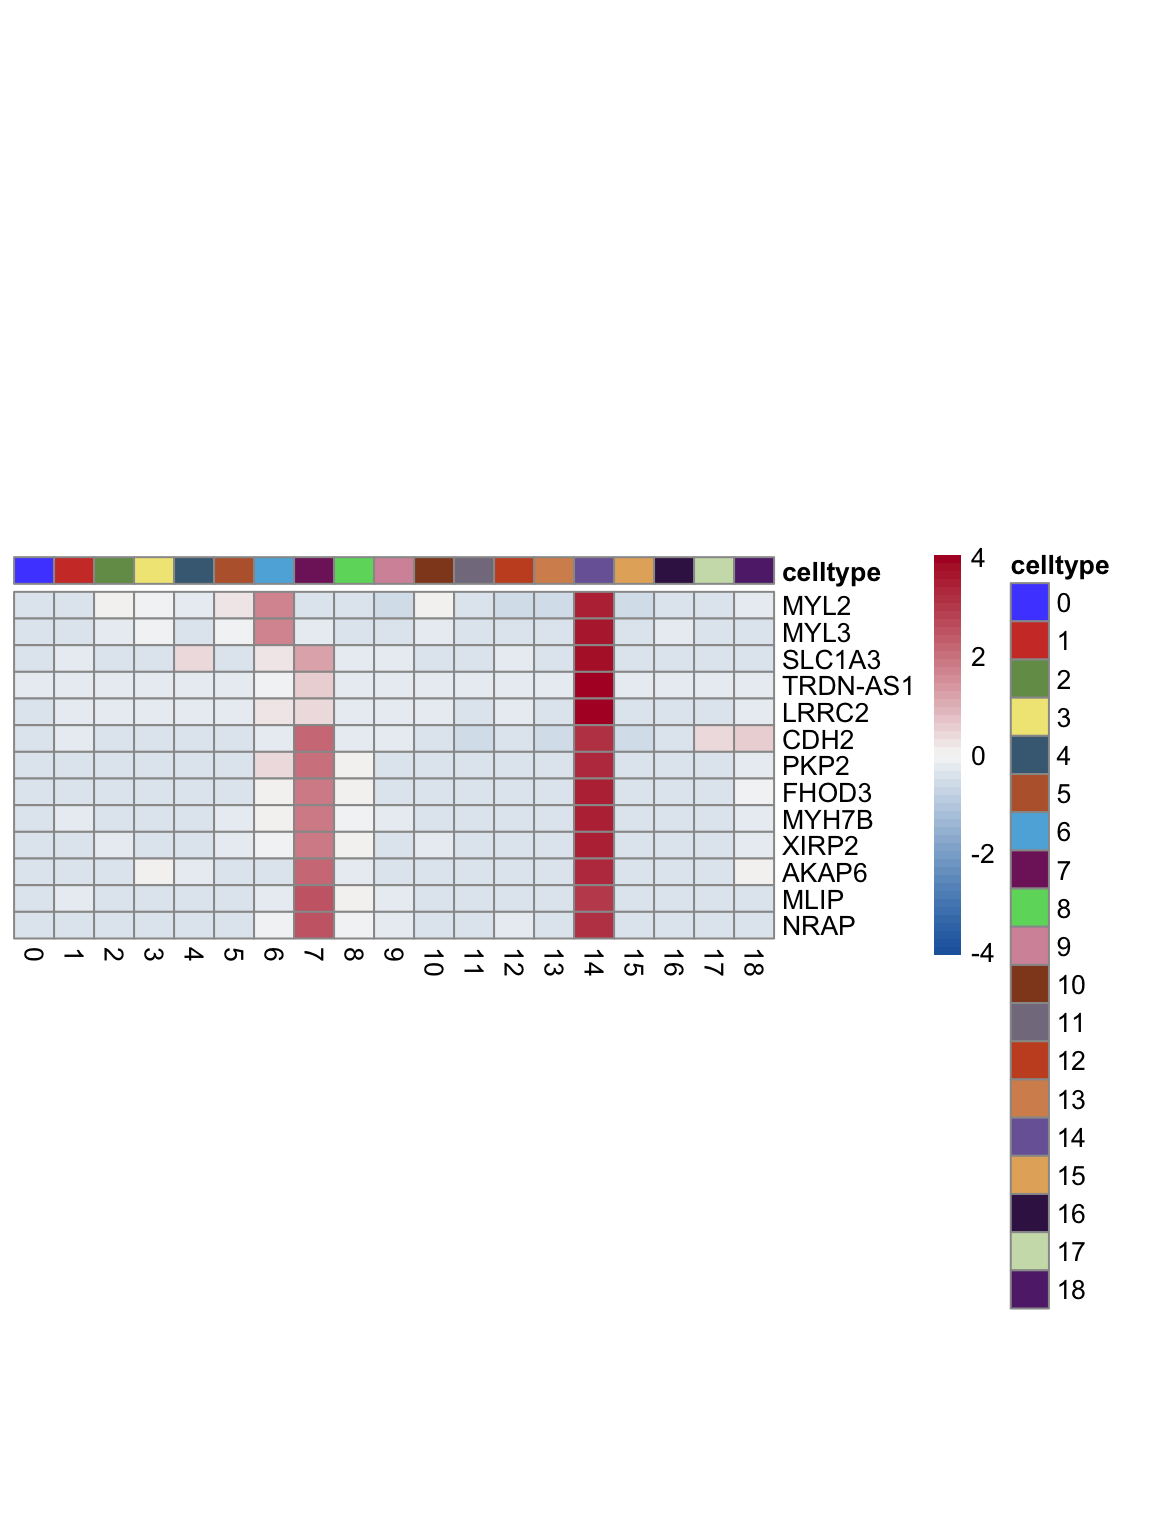 celltype
MYL2
MYL3
SLC1A3
TRDN-AS1
LRRC2
CDH2
PKP2
FHOD3
MYH7B
XIRP2
AKAP6
MLIP
NRAP
0 1 2 3 4 5 6 7 8 9 10 11 12 13 14 15 16 17 18
4
2
0
-2
-4
celltype
0
1
2
3
4
5
6
7
8
9
10
11
12
13
14
15
16
17
18